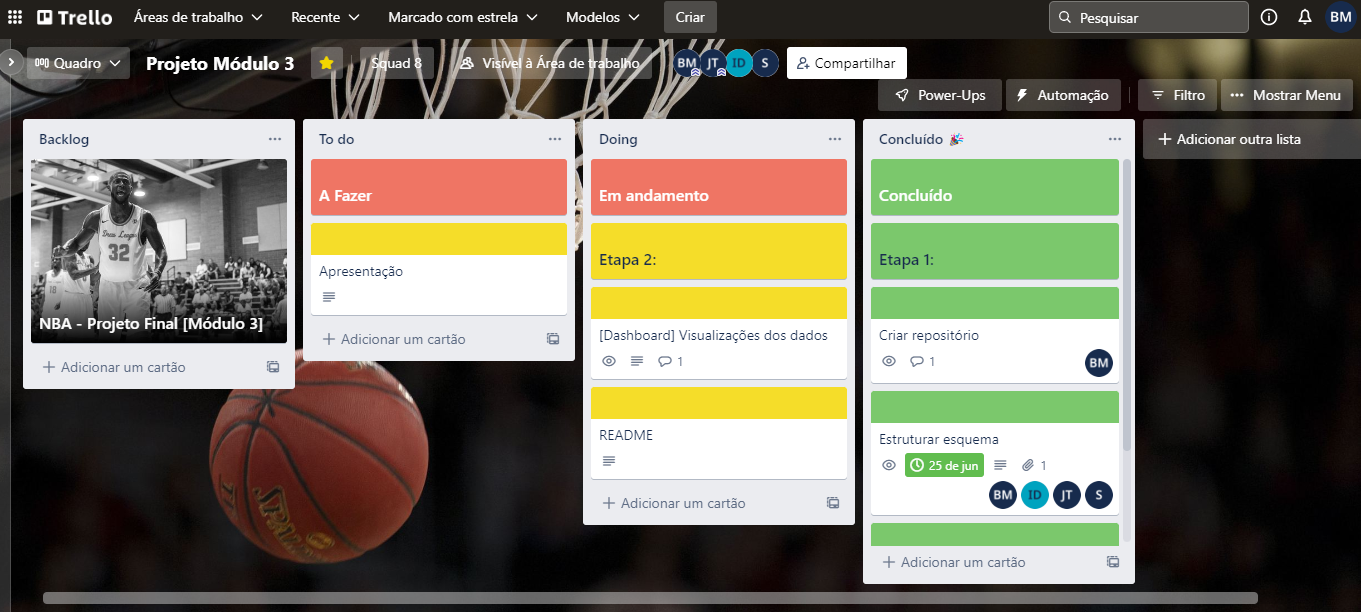 Trello
Áreas de trabalho
Recente
Marcado com estrela
Modelos
Criar
Pesquisar
BM
Quadro
Projeto Módulo 3
Squad 8
Visível à Área de trabalho
BM
JT
ID
S
Compartilhar
Power-Ups
Automação
Filtro
Mostrar Menu
Backlog
Drew League
32
NBA - Projeto Final [Módulo 3]
+ Adicionar um cartão
To do
A Fazer
Apresentação
+ Adicionar um cartão
Doing
Em andamento
Etapa 2:
[Dashboard] Visualizações dos dados
1
README
+ Adicionar um cartão
Concluído
Concluído
Etapa 1:
Criar repositório
1
BM
Estruturar esquema
25 de jun
1
BM
ID
JT
S
+ Adicionar um cartão
+ Adicionar outra lista
SPALDING